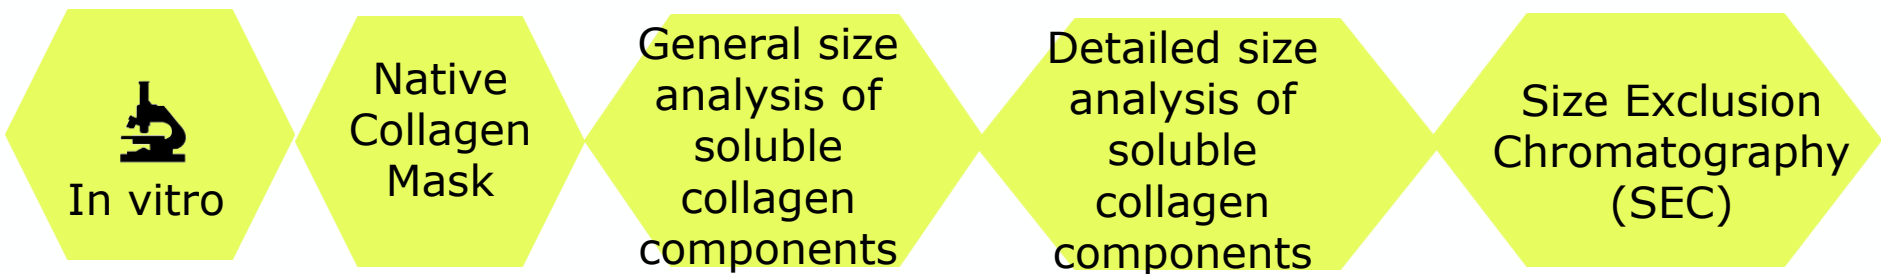 In vitro
Native
Collagen
Mask
General size
analysis of
soluble
collagen
components
Detailed size
analysis of
soluble
collagen
components
Size Exclusion
Chromatography
(SEC)